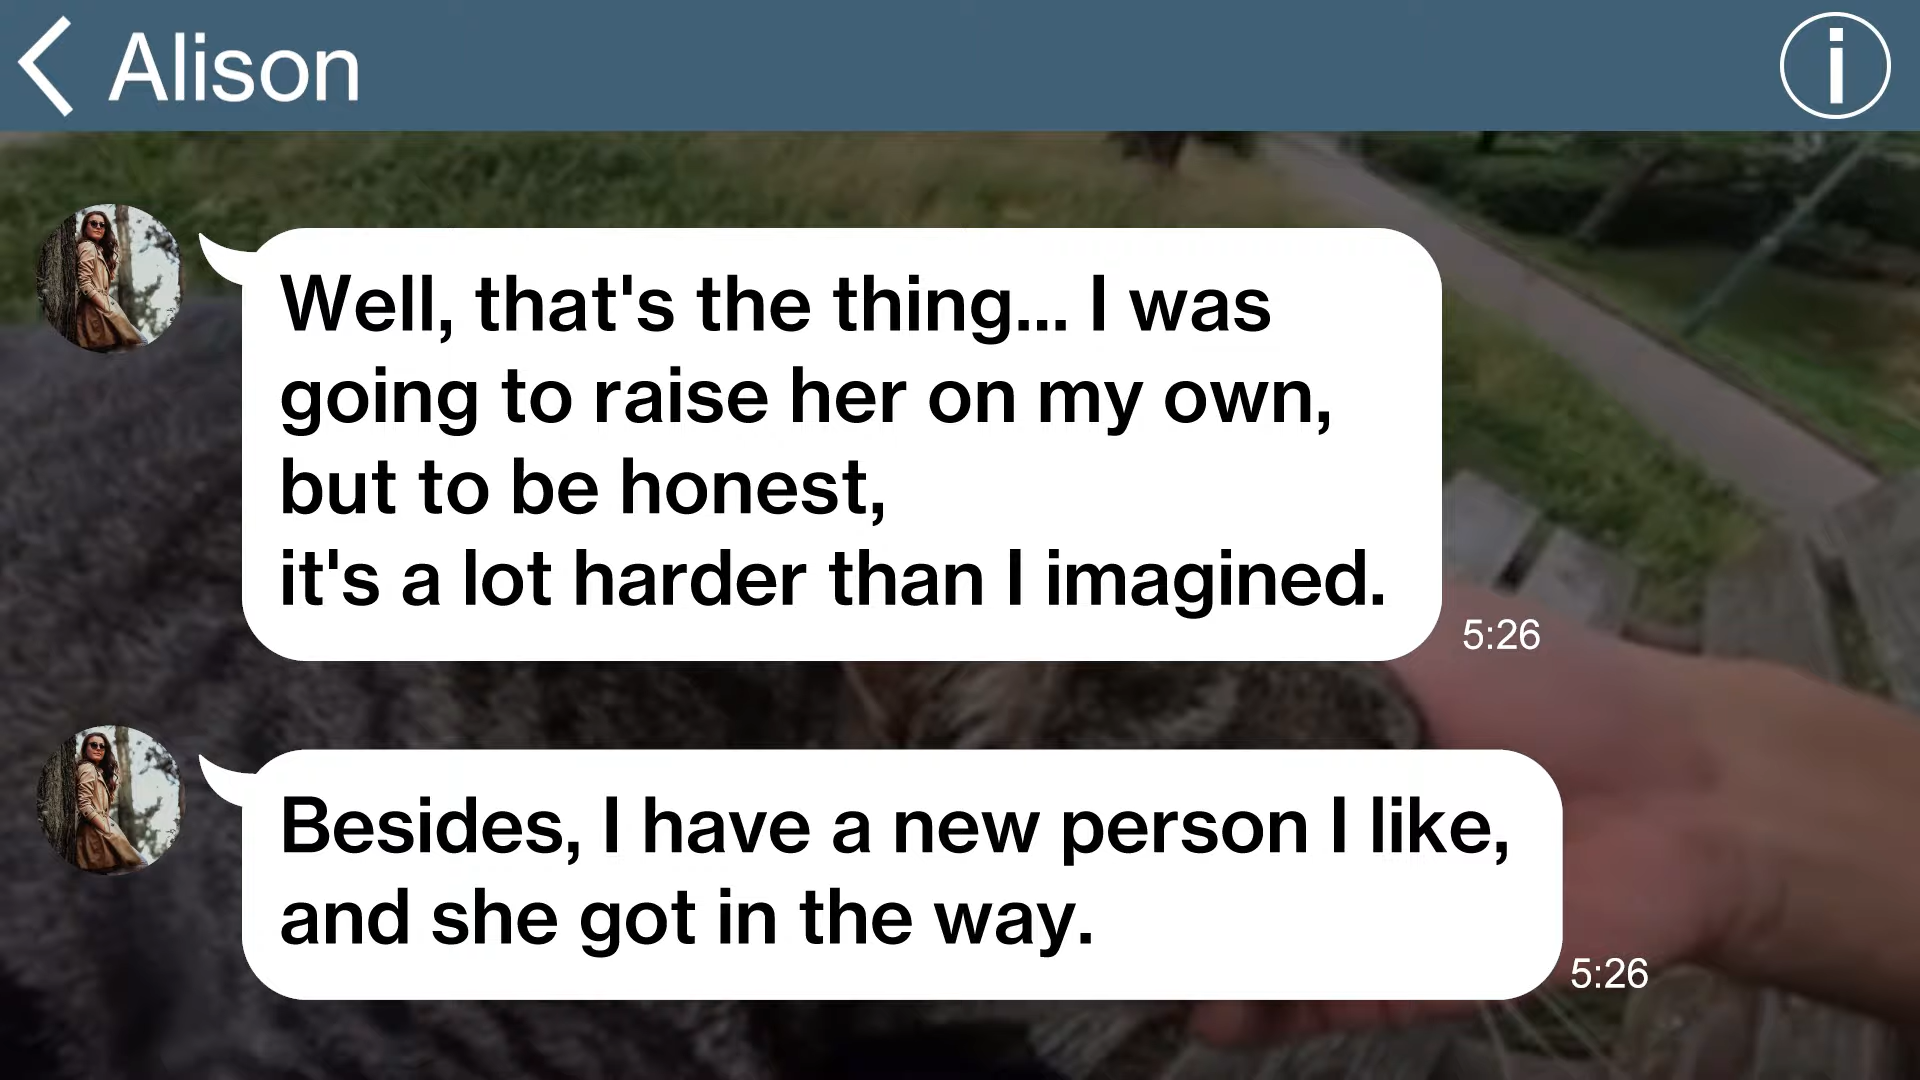 Alison
Well, that's the thing... I was
going to raise her on my own,
but to be honest,
it's a lot harder than I imagined.
5:26
Besides, I have a new person I like,
and she got in the way.
5:26